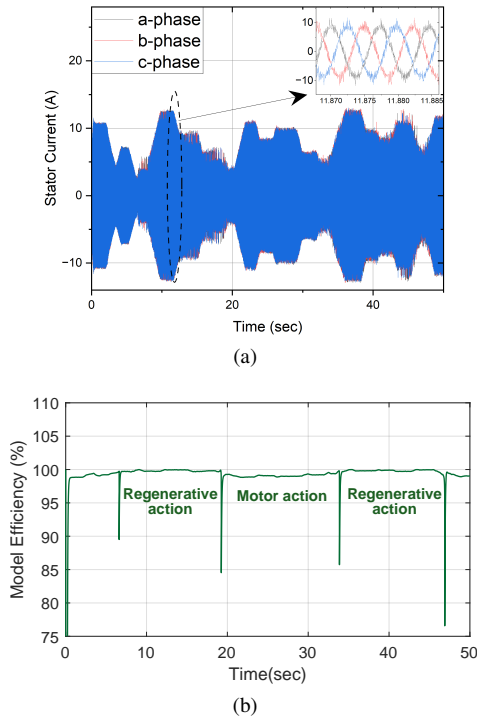 a-phase
b-phase
c-phase
20
10
0
−10
Stator Current (A)
0
20
40
Time (sec)
10
0
−10
11.870
11.875
11.880
11.885
(a)
110
105
100
95
90
85
80
75
Model Efficiency (%)
Regenerative
action
Motor action
Regenerative
action
0
10
20
30
40
50
Time(sec)
(b)